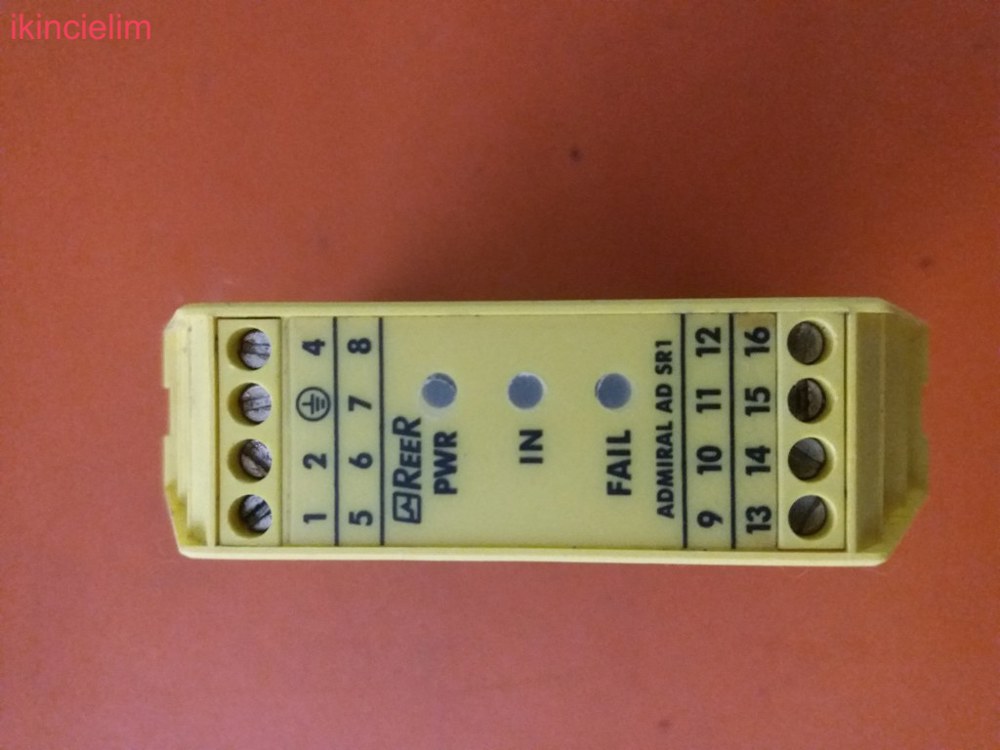 ikincielim
1 2 4
5 6 7 8
REER
PWR
IN
FAIL
ADMIRAL AD SR1
9 10 11 12
13 14 15 16